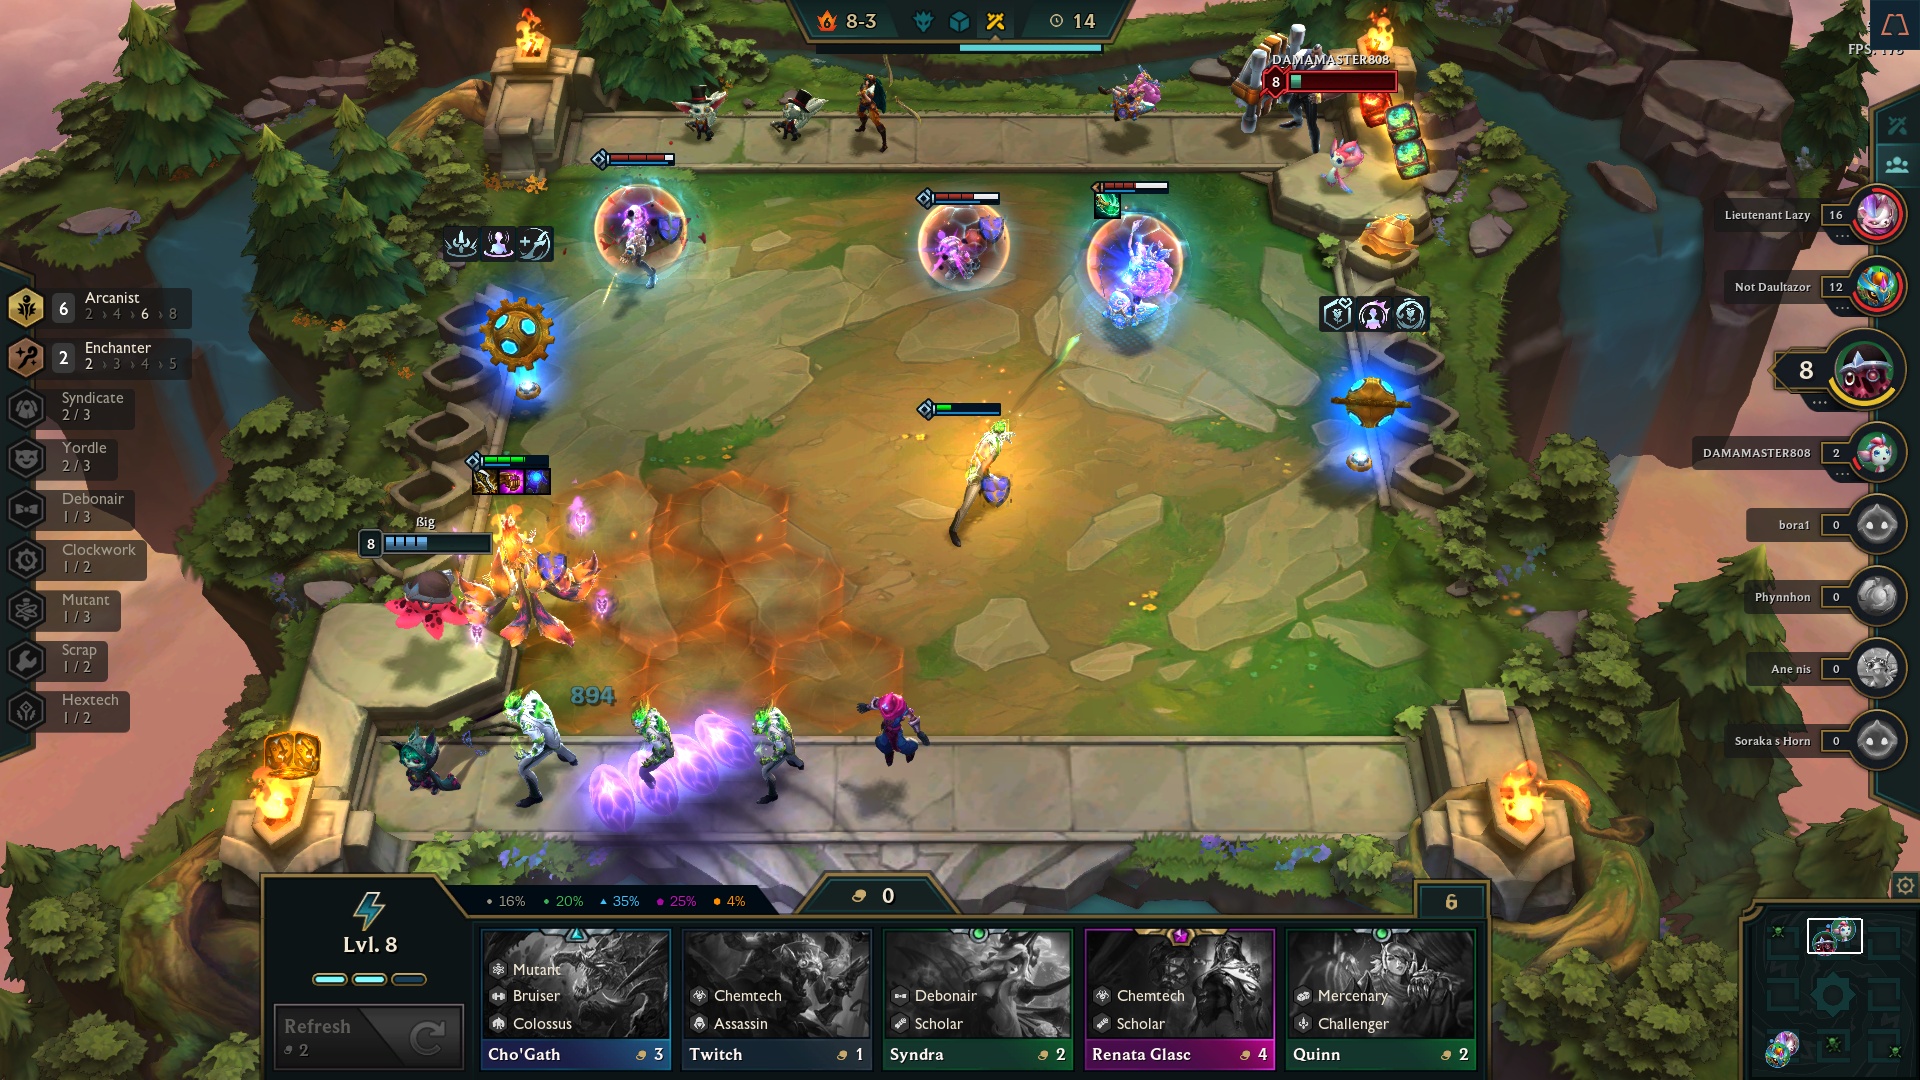 8-3
14
DAMAMASTER808
8
FPS: 178
Lieutenant Lazy 16
Not Daultazor 12
8
DAMAMASTER808 2
bora1 0
Phynnhon 0
Ane nis 0
Soraka s Horn 0
6 Arcanist
2 › 4 › 6 › 8
2 Enchanter
2 › 3 › 4 › 5
Syndicate
2 / 3
Yordle
2 / 3
Debonair
1 / 3
Clockwork
1 / 2
Mutant
1 / 3
Scrap
1 / 2
Hextech
1 / 2
ßig
8
894
16% 20% 35% 25% 4%
0
6
Lvl. 8
Refresh
2
Mutant
Bruiser
Colossus
Cho'Gath 3
Chemtech
Assassin
Twitch 1
Debonair
Scholar
Syndra 2
Chemtech
Scholar
Renata Glasc 4
Mercenary
Challenger
Quinn 2